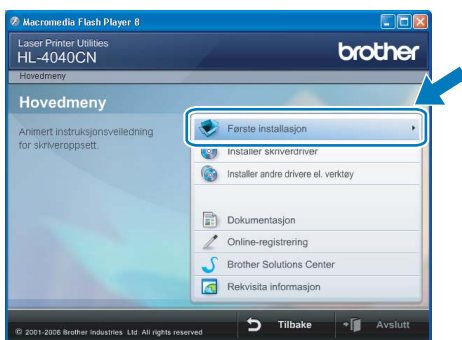 Macromedia Flash Player 8
Laser Printer Utilities
HL-4040CN
brother
Hovedmeny
Hovedmeny
Animert instruksjonsveiledning
for skriveroppsett.
Første installasjon
Installer skriverdriver
Installer andre drivere el. verktøy
Dokumentasjon
Online-registrering
Brother Solutions Center
Rekvisita informasjon
© 2001-2006 Brother Industries Ltd. All rights reserved
Tilbake
Avslutt